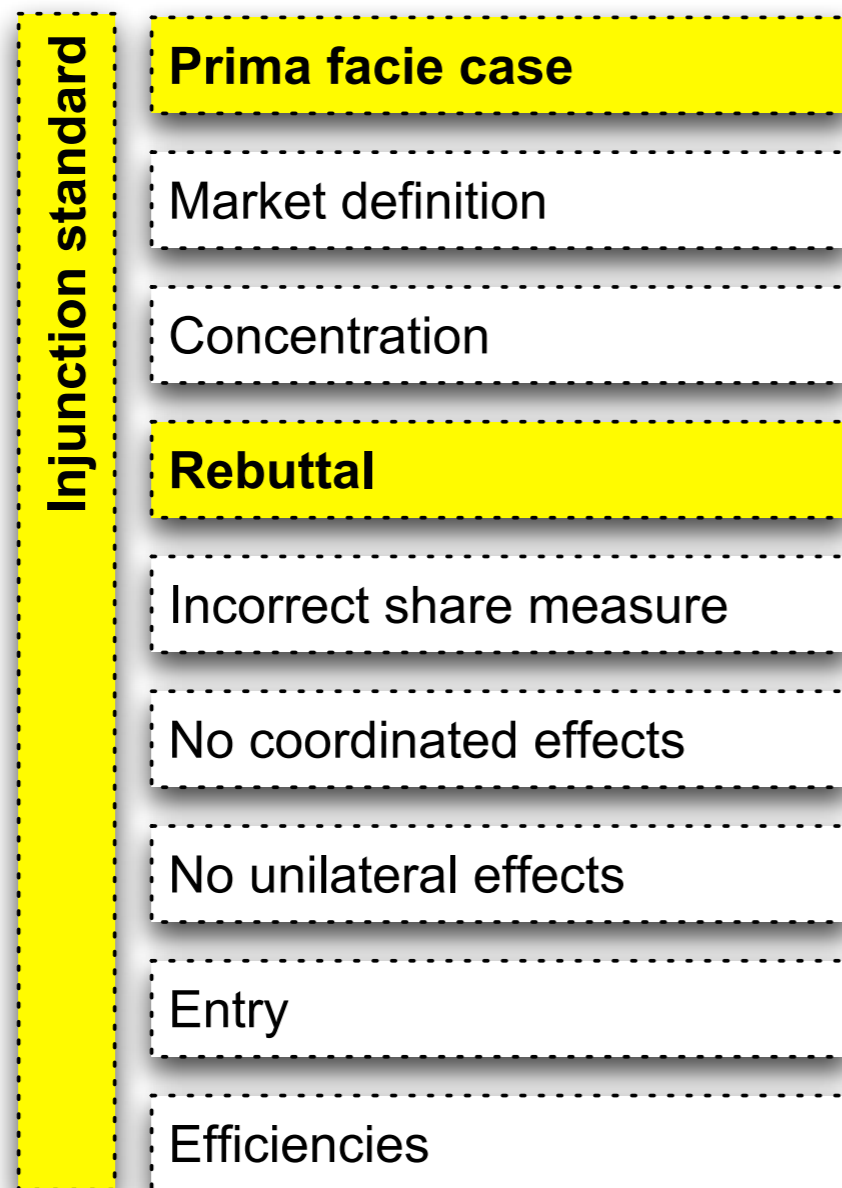 Injunction standard
Prima facie case
Market definition
Concentration
Rebuttal
Incorrect share measure
No coordinated effects
No unilateral effects
Entry
Efficiencies